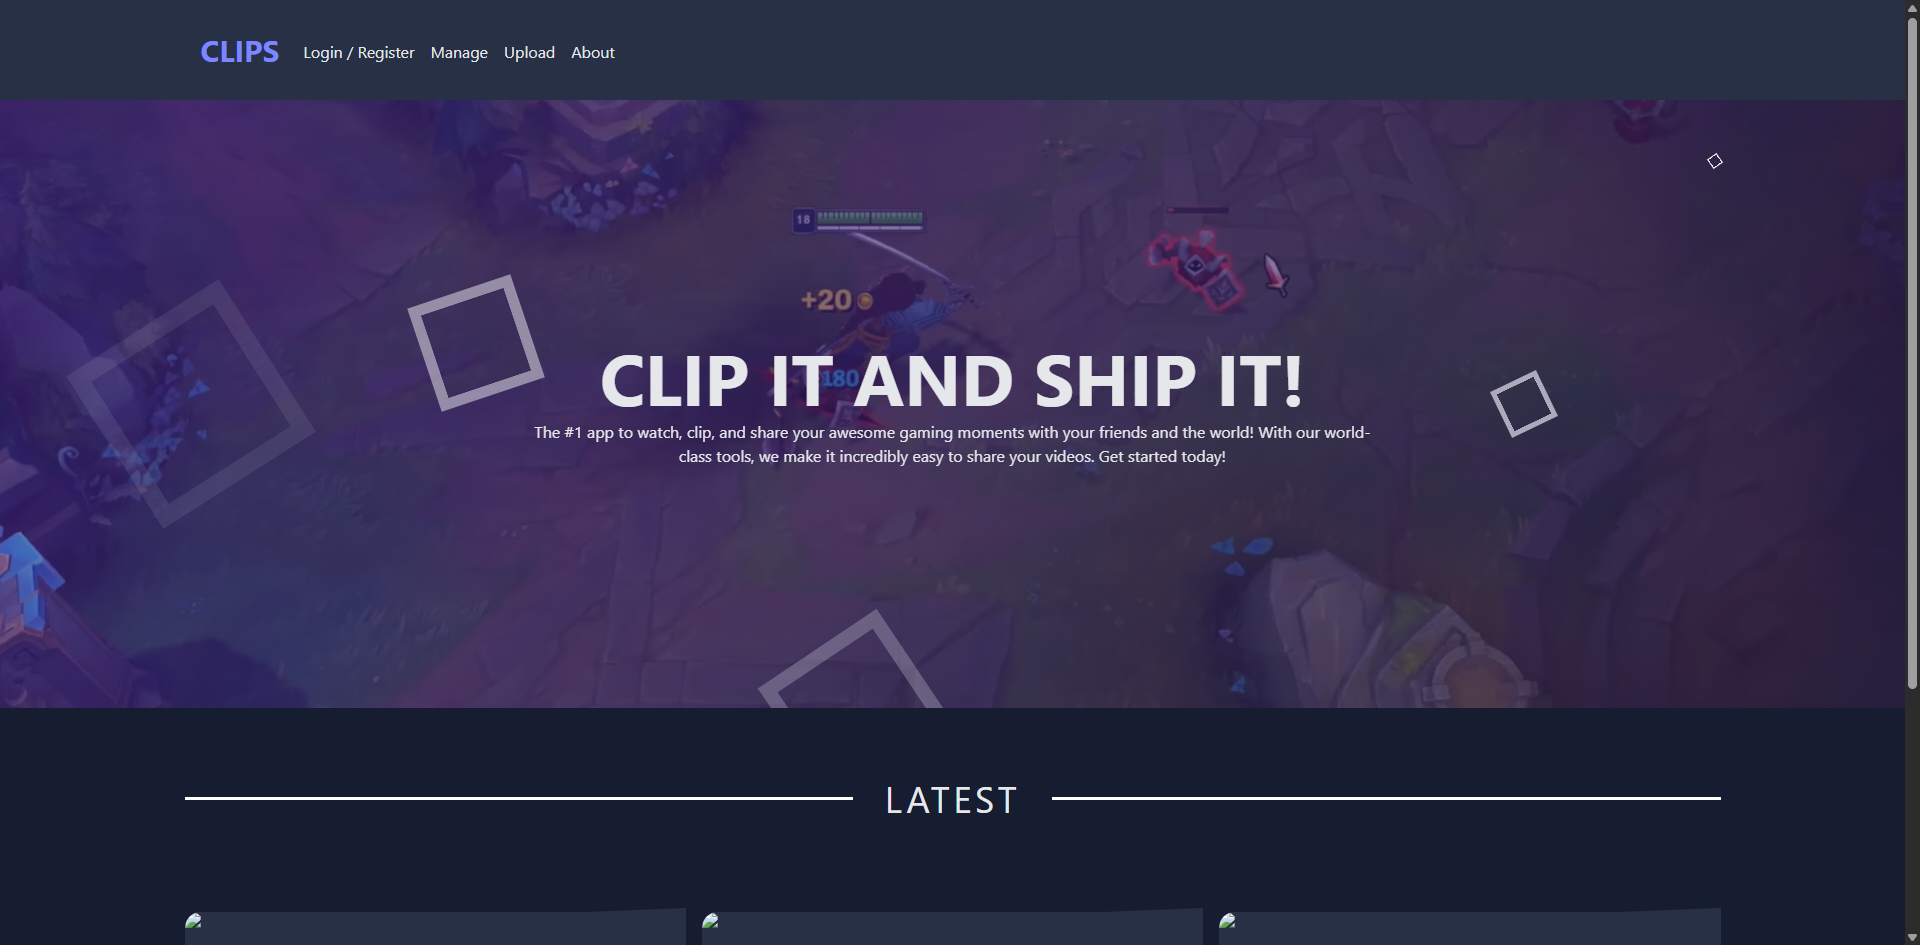 CLIPS Login / Register Manage Upload About
18
+20
180
CLIP IT AND SHIP IT!
The #1 app to watch, clip, and share your awesome gaming moments with your friends and the world! With our world-
class tools, we make it incredibly easy to share your videos. Get started today!
LATEST